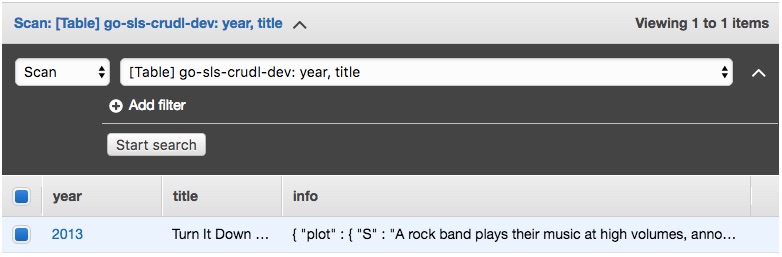 Scan: [Table] go-sls-crudl-dev: year, title Viewing 1 to 1 items
Scan [Table] go-sls-crudl-dev: year, title
Add filter
Start search
year title info
2013 Turn It Down ... { "plot" : { "S" : "A rock band plays their music at high volumes, anno...